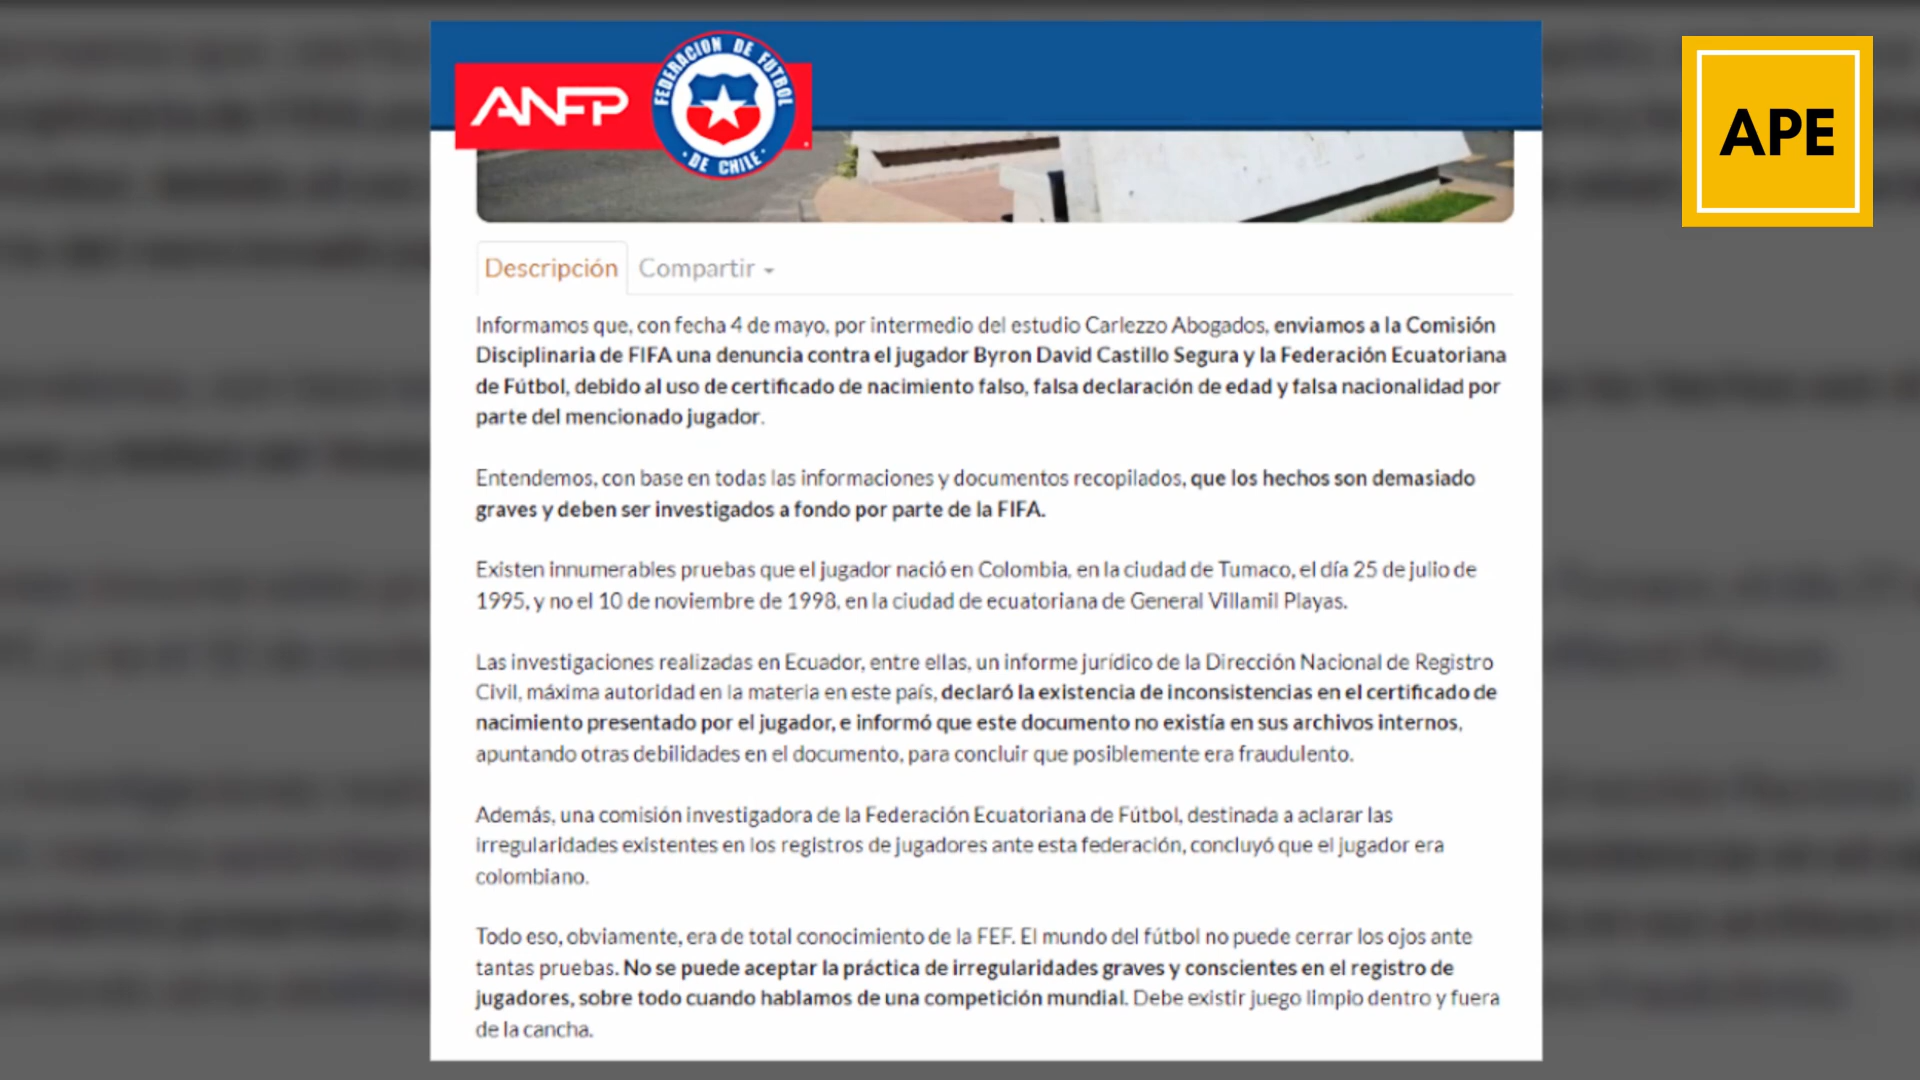 ANFP
FEDERACION DE FUTBOL
DE CHILE
APE
Descripción Compartir
Informamos que, con fecha 4 de mayo, por intermedio del estudio Carlezzo Abogados, enviamos a la Comisión
Disciplinaria de FIFA una denuncia contra el jugador Byron David Castillo Segura y la Federación Ecuatoriana
de Fútbol, debido al uso de certificado de nacimiento falso, falsa declaración de edad y falsa nacionalidad por
parte del mencionado jugador.
Entendemos, con base en todas las informaciones y documentos recopilados, que los hechos son demasiado
graves y deben ser investigados a fondo por parte de la FIFA.
Existen innumerables pruebas que el jugador nació en Colombia, en la ciudad de Tumaco, el día 25 de julio de
1995, y no el 10 de noviembre de 1998, en la ciudad de ecuatoriana de General Villamil Playas.
Las investigaciones realizadas en Ecuador, entre ellas, un informe jurídico de la Dirección Nacional de Registro
Civil, máxima autoridad en la materia en este país, declaró la existencia de inconsistencias en el certificado de
nacimiento presentado por el jugador, e informó que este documento no existía en sus archivos internos,
apuntando otras debilidades en el documento, para concluir que posiblemente era fraudulento.
Además, una comisión investigadora de la Federación Ecuatoriana de Fútbol, destinada a aclarar las
irregularidades existentes en los registros de jugadores ante esta federación, concluyó que el jugador era
colombiano.
Todo eso, obviamente, era de total conocimiento de la FEF. El mundo del fútbol no puede cerrar los ojos ante
tantas pruebas. No se puede aceptar la práctica de irregularidades graves y conscientes en el registro de
jugadores, sobre todo cuando hablamos de una competición mundial. Debe existir juego limpio dentro y fuera
de la cancha.